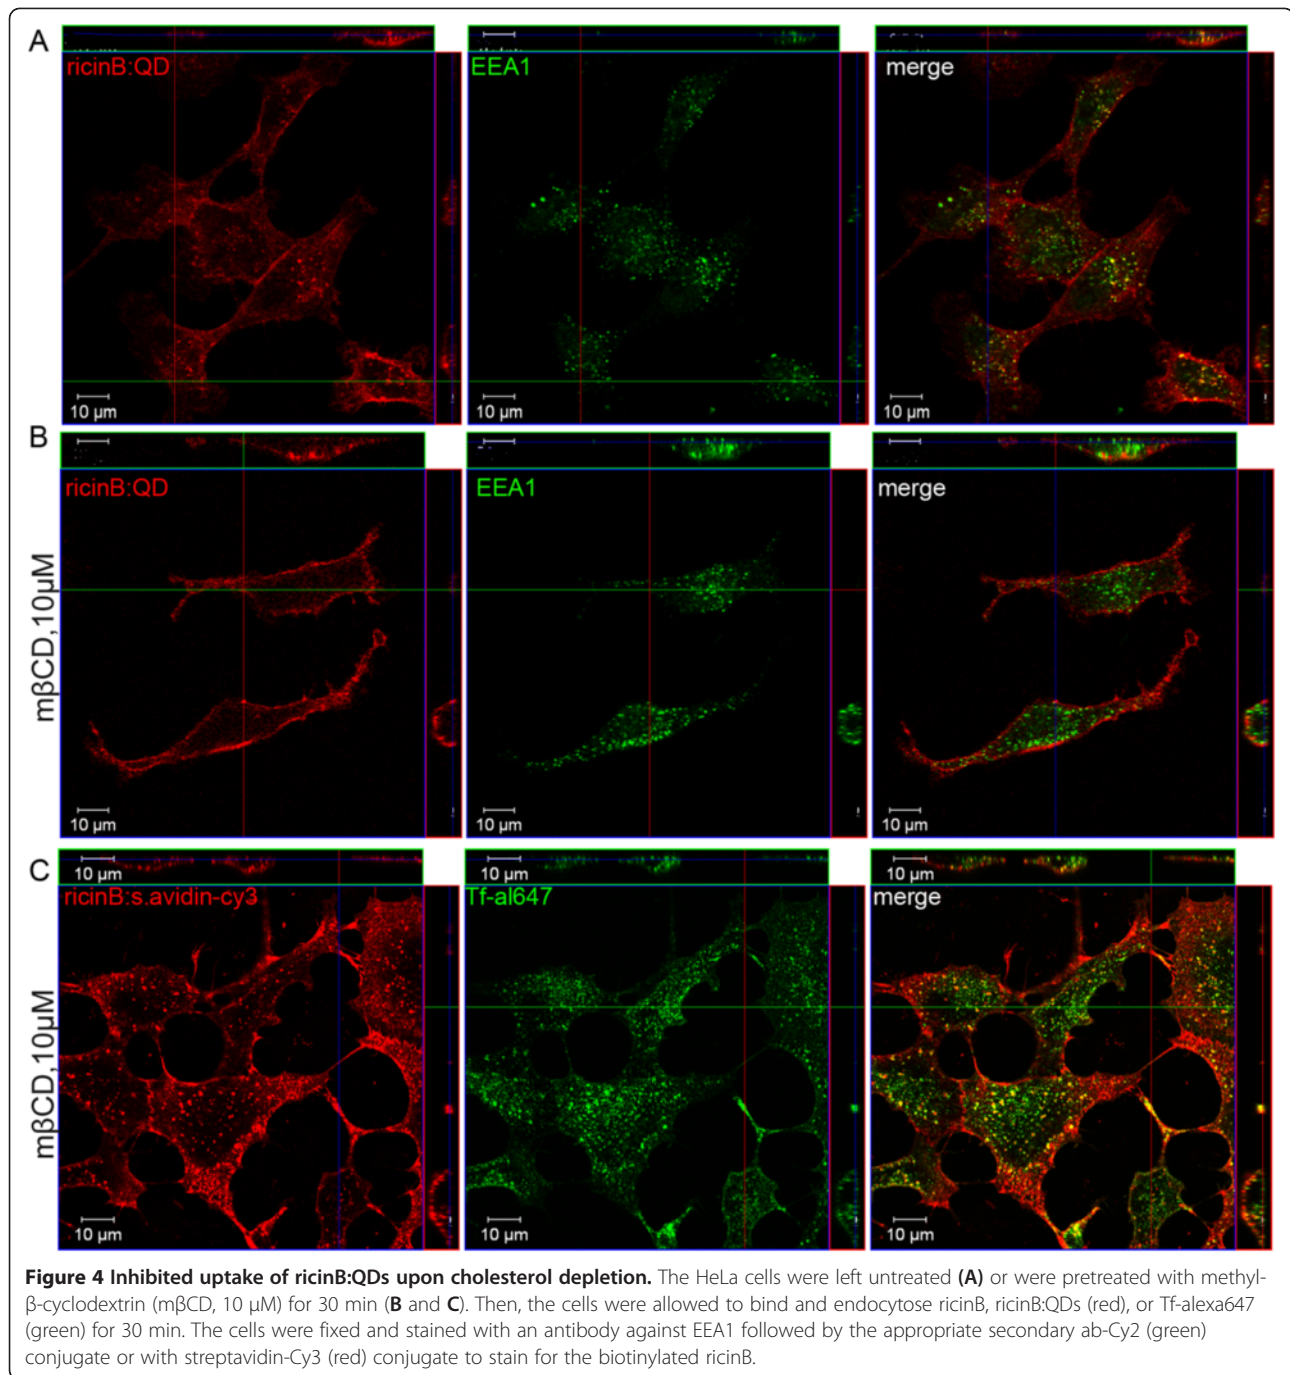 A
ricinB:QD
EEA1
merge
10 µm
10 µm
10 µm
B
mβCD,10µM
ricinB:QD
EEA1
merge
10 µm
10 µm
10 µm
C
mβCD,10µM
10 µm
10 µm
10 µm
ricinB:s.avidin-cy3
Tf-al647
merge
10 µm
10 µm
10 µm
Figure 4 Inhibited uptake of ricinB:QDs upon cholesterol depletion. The HeLa cells were left untreated (A) or were pretreated with methyl-
β-cyclodextrin (mβCD, 10 µM) for 30 min (B and C). Then, the cells were allowed to bind and endocytose ricinB, ricinB:QDs (red), or Tf-alexa647
(green) for 30 min. The cells were fixed and stained with an antibody against EEA1 followed by the appropriate secondary ab-Cy2 (green)
conjugate or with streptavidin-Cy3 (red) conjugate to stain for the biotinylated ricinB.